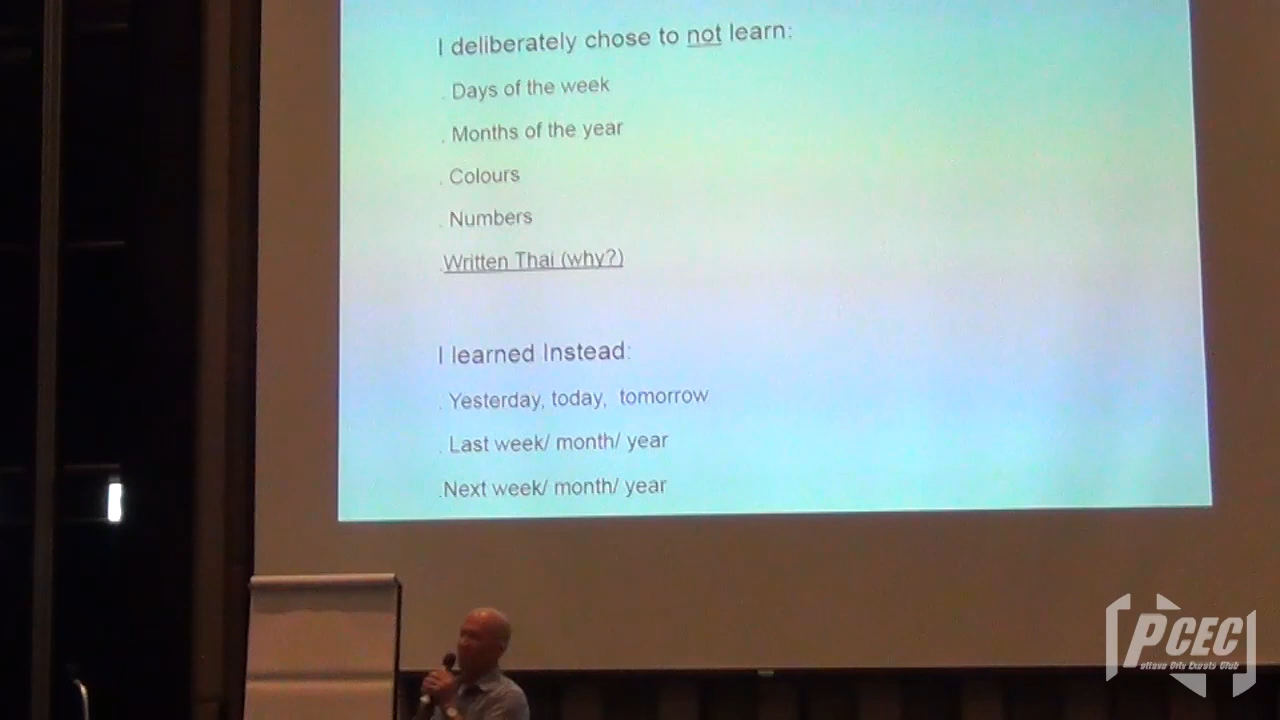 I deliberately chose to not learn:
. Days of the week
. Months of the year
. Colours
. Numbers
.Written Thai (why?)
I learned Instead:
. Yesterday, today,  tomorrow
. Last week/ month/ year
.Next week/ month/ year
PCEC